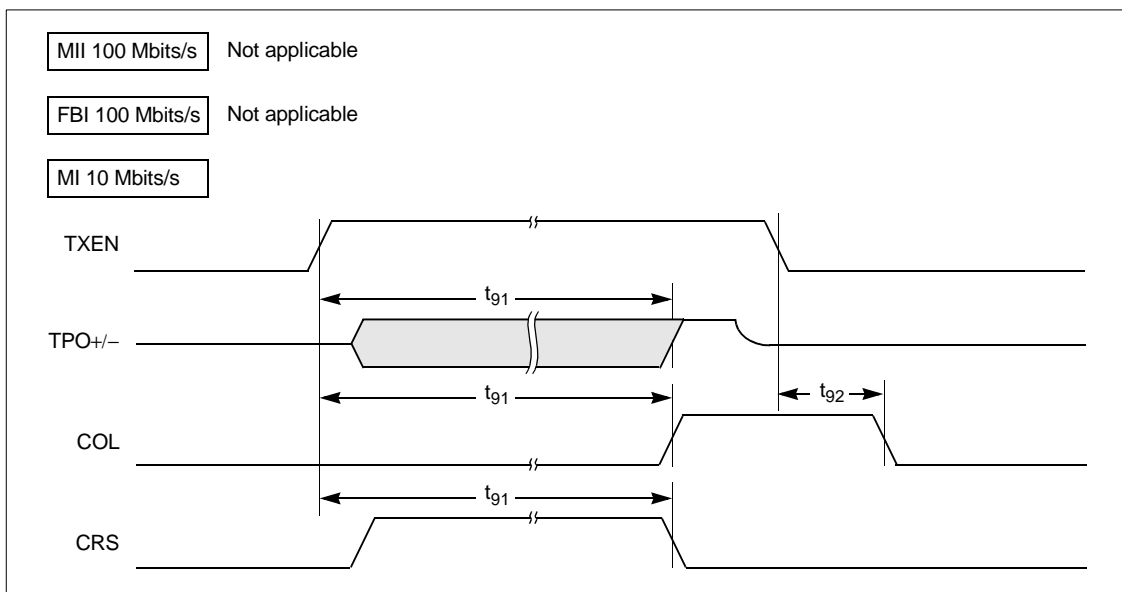 MII 100 Mbits/s Not applicable
FBI 100 Mbits/s Not applicable
MI 10 Mbits/s
TXEN
t91
TPO+/−
t91
t92
COL
t91
CRS